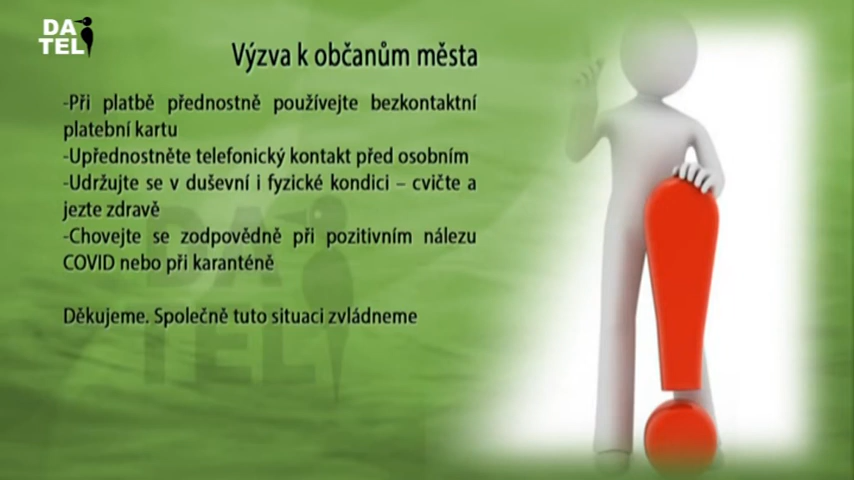 DA
TEL
Výzva k občanům města
-Při platbě přednostně používejte bezkontaktní
platební kartu
-Upřednostněte telefonický kontakt před osobním
-Udržujte se v duševní i fyzické kondici – cvičte a
jezte zdravě
-Chovejte se zodpovědně při pozitivním nálezu
COVID nebo při karanténě
Děkujeme. Společně tuto situaci zvládneme
DA
TEL